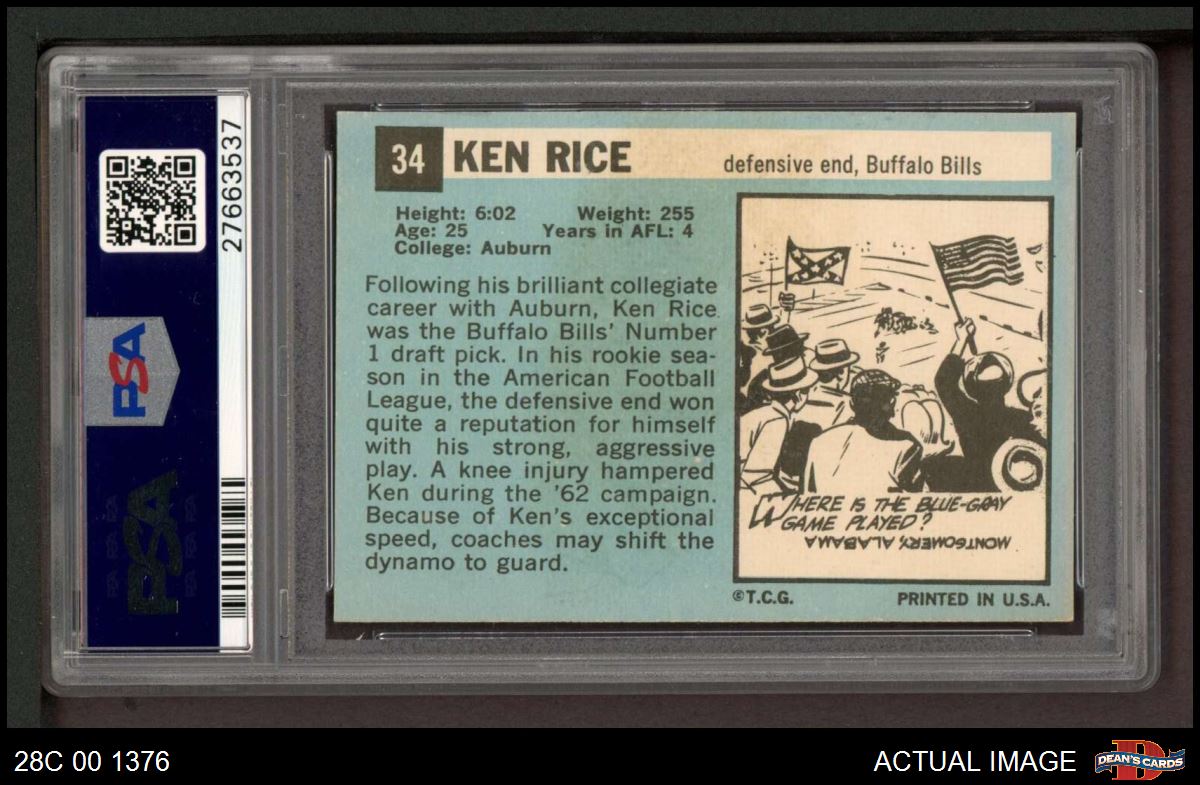 27663537
PSA
PSA
34 KEN RICE defensive end, Buffalo Bills
Height: 6:02 Weight: 255
Age: 25 Years in AFL: 4
College: Auburn
Following his brilliant collegiate
career with Auburn, Ken Rice
was the Buffalo Bills' Number
1 draft pick. In his rookie sea-
son in the American Football
League, the defensive end won
quite a reputation for himself
with his strong, aggressive
play. A knee injury hampered
Ken during the '62 campaign.
Because of Ken's exceptional
speed, coaches may shift the
dynamo to guard.
WHERE IS THE BLUE-GRAY
GAME PLAYED?
MONTGOMERY, ALABAMA
©T.C.G. PRINTED IN U.S.A.
28C 00 1376
ACTUAL IMAGE
D
DEAN'S CARDS